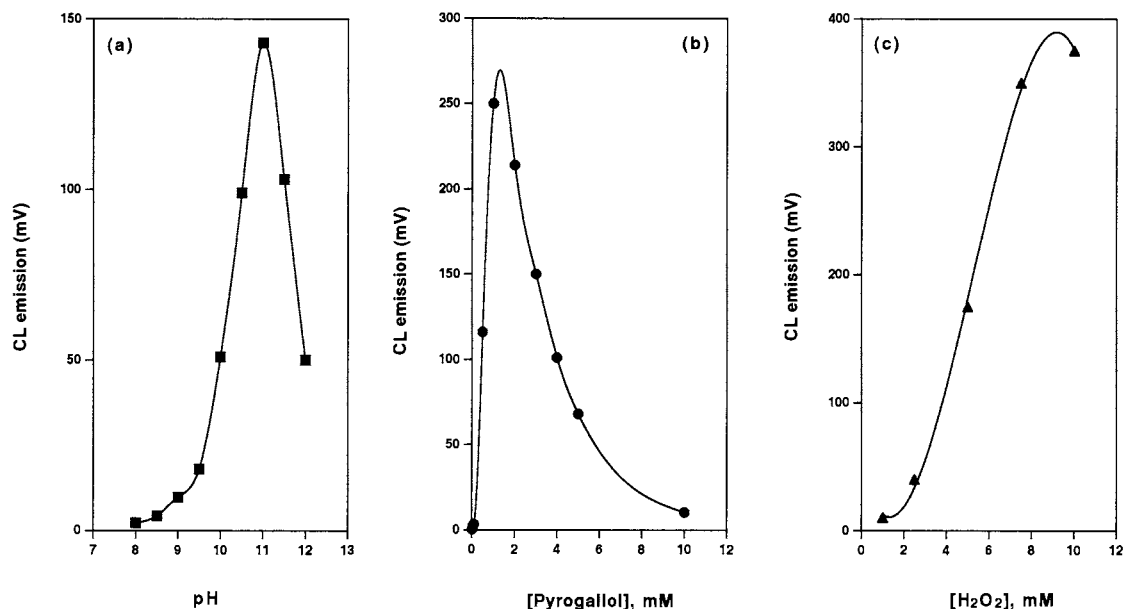 (a)
CL emission (mV)
150
100
50
0
7 8 9 10 11 12 13
pH
(b)
CL emission (mV)
300
250
200
150
100
50
0
0 2 4 6 8 10 12
[Pyrogallol], mM
(c)
CL emission (mV)
400
300
200
100
0
0 2 4 6 8 10 12
[H₂O₂], mM